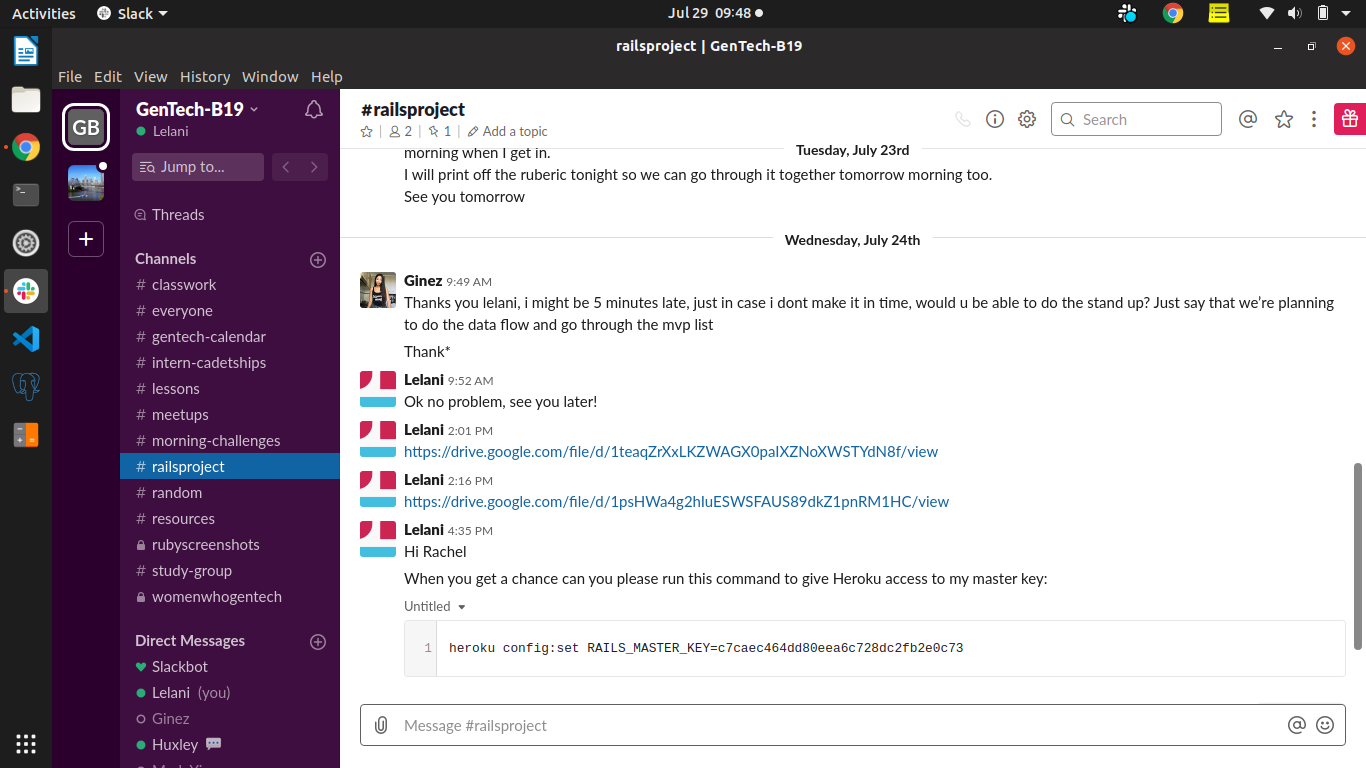 Activities Slack Jul 29 09:48
railsproject | GenTech-B19
File Edit View History Window Help
GB
GenTech-B19
Lelani
Jump to...
Threads
Channels
# classwork
# everyone
# gentech-calendar
# intern-cadetships
# lessons
# meetups
# morning-challenges
# railsproject
# random
# resources
rubyscreenshots
# study-group
womenwhogentech
Direct Messages
Slackbot
Lelani (you)
Ginez
Huxley
#railsproject
2 | 1 | Add a topic
Search
morning when I get in.
Tuesday, July 23rd
I will print off the ruberic tonight so we can go through it together tomorrow morning too.
See you tomorrow
Wednesday, July 24th
Ginez 9:49 AM
Thanks you lelani, i might be 5 minutes late, just in case i dont make it in time, would u be able to do the stand up? Just say that we're planning
to do the data flow and go through the mvp list
Thank*
Lelani 9:52 AM
Ok no problem, see you later!
Lelani 2:01 PM
https://drive.google.com/file/d/1teaqZrXxLKZWAGX0paIXZNoXWSTYdN8f/view
Lelani 2:16 PM
https://drive.google.com/file/d/1psHWa4g2hIuESWSFAUS89dkZ1pnRM1HC/view
Lelani 4:35 PM
Hi Rachel
When you get a chance can you please run this command to give Heroku access to my master key:
Untitled
1 heroku config:set RAILS_MASTER_KEY=c7caec464dd80eea6c728dc2fb2e0c73
Message #railsproject